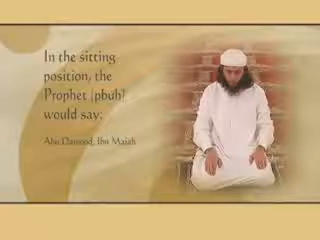 In the sitting
position, the
Prophet [pbuh]
would say:
Abu Dawood, Ibn Majah